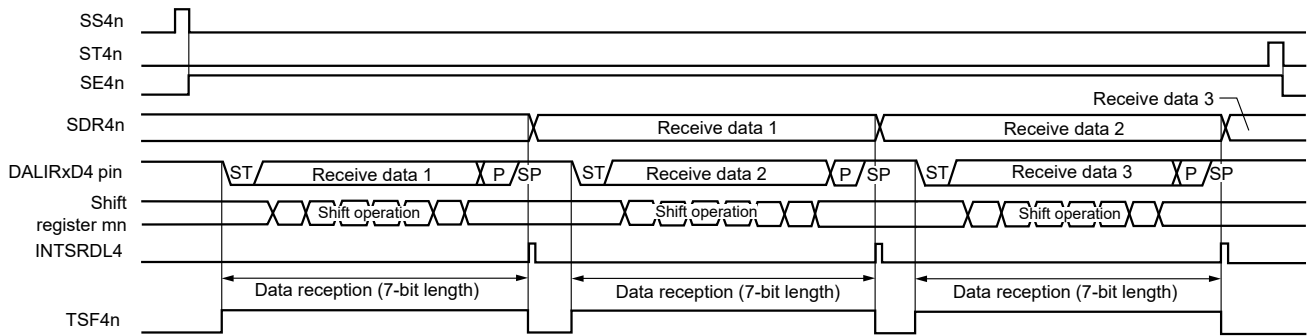 SS4n
ST4n
SE4n
Receive data 3
SDR4n
Receive data 1
Receive data 2
DALIRxD4 pin
ST Receive data 1 P SP ST Receive data 2 P SP ST Receive data 3 P SP
Shift
register mn
Shift operation Shift operation Shift operation
INTSRDL4
Data reception (7-bit length) Data reception (7-bit length) Data reception (7-bit length)
TSF4n